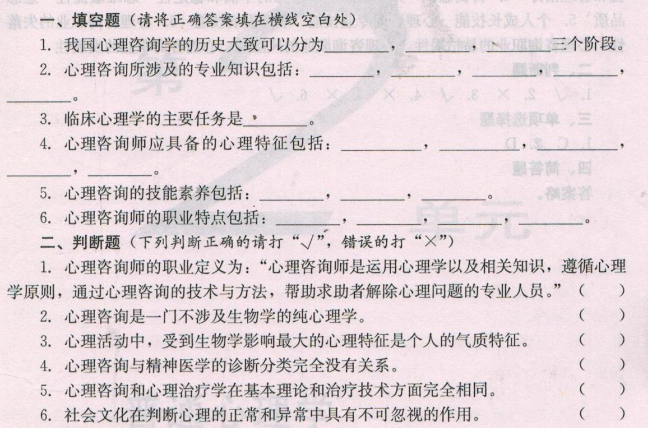 一、填空题（请将正确答案填在横线空白处）
1. 我国心理咨询学的历史大致可以分为________，________，________三个阶段。
2. 心理咨询所涉及的专业知识包括：________，________，________，________，
________。
3. 临床心理学的主要任务是________。
4. 心理咨询师应具备的心理特征包括：________，________，________，
________，________。
5. 心理咨询的技能素养包括：________，________，________。
6. 心理咨询师的职业特点包括：________，________，________，________。
二、判断题（下列判断正确的请打“√”，错误的打“×”）
1. 心理咨询师的职业定义为：“心理咨询师是运用心理学以及相关知识，遵循心理
学原则，通过心理咨询的技术与方法，帮助求助者解除心理问题的专业人员。”（　　）
2. 心理咨询是一门不涉及生物学的纯心理学。（　　）
3. 心理活动中，受到生物学影响最大的心理特征是个人的气质特征。（　　）
4. 心理咨询与精神医学的诊断分类完全没有关系。（　　）
5. 心理咨询和心理治疗学在基本理论和治疗技术方面完全相同。（　　）
6. 社会文化在判断心理的正常和异常中具有不可忽视的作用。（　　）